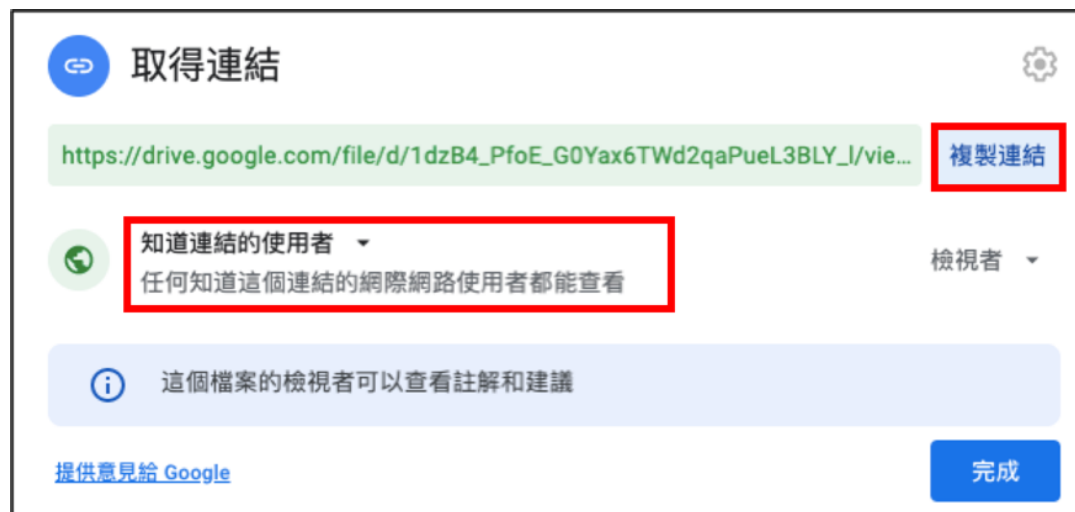 取得連結
https://drive.google.com/file/d/1dzB4_PfoE_G0Yax6TWd2qaPueL3BLY_l/vie...
複製連結
知道連結的使用者
任何知道這個連結的網際網路使用者都能查看
檢視者
這個檔案的檢視者可以查看註解和建議
提供意見給 Google
完成